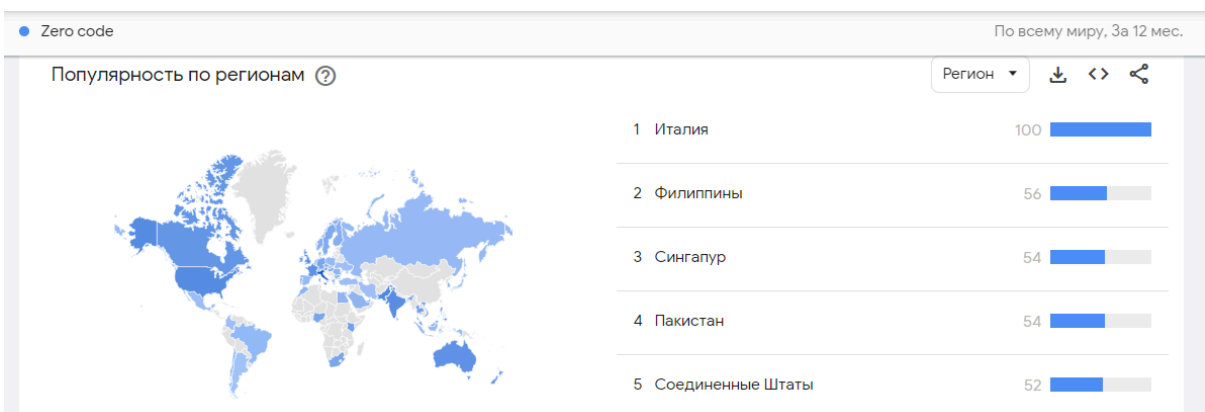 Zero code По всему миру, За 12 мес.
Популярность по регионам ? Регион
1 Италия 100
2 Филиппины 56
3 Сингапур 54
4 Пакистан 54
5 Соединенные Штаты 52